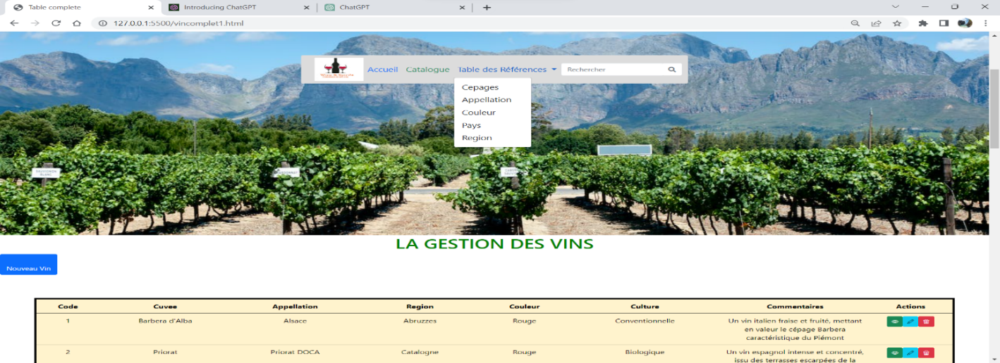 Table complete
Introducing ChatGPT
ChatGPT
127.0.0.1:5500/vincomplet1.html
Accueil Catalogue Table des Références Rechercher
Cepages
Appellation
Couleur
Pays
Region
SAUVIGNON
BLANC
LA GESTION DES VINS
Nouveau Vin
Code Cuvee Appellation Region Couleur Culture Commentaires Actions
1 Barbera d'Alba Alsace Abruzzes Rouge Conventionnelle Un vin italien fraise et fruité, mettant
en valeur le cépage Barbera
caractéristique du Piémont
2 Priorat Priorat DOCA Catalogne Rouge Biologique Un vin espagnol intense et concentré,
issu des terrasses escarpées de la